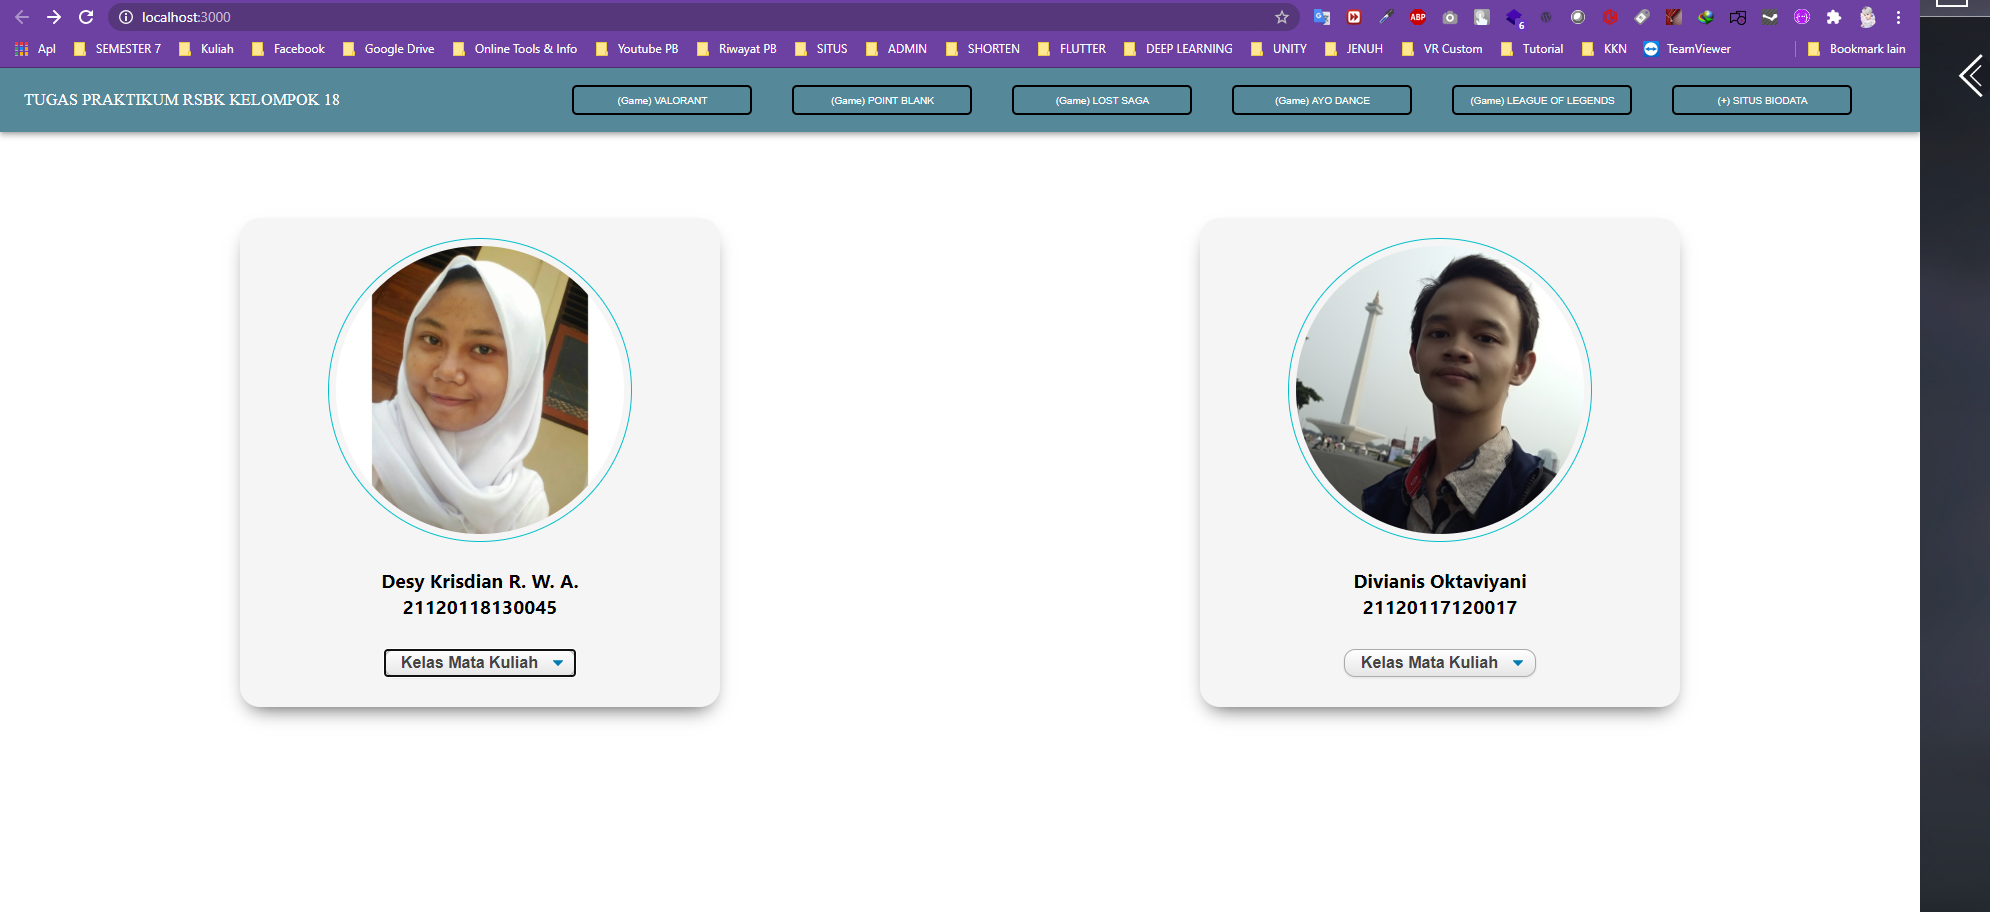 localhost:3000
ABP
6
Apl SEMESTER 7 Kuliah Facebook Google Drive Online Tools & Info Youtube PB Riwayat PB SITUS ADMIN SHORTEN FLUTTER DEEP LEARNING UNITY JENUH VR Custom Tutorial KKN TeamViewer Bookmark lain
TUGAS PRAKTIKUM RSBK KELOMPOK 18
(Game) VALORANT
(Game) POINT BLANK
(Game) LOST SAGA
(Game) AYO DANCE
(Game) LEAGUE OF LEGENDS
(+) SITUS BIODATA
Desy Krisdian R. W. A.
21120118130045
Kelas Mata Kuliah
Divianis Oktaviyani
21120117120017
Kelas Mata Kuliah